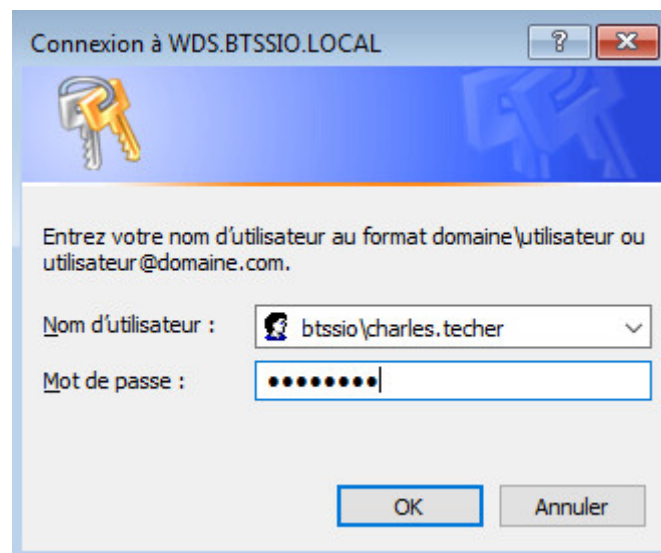 Connexion à WDS.BTSSIO.LOCAL
?
Entrez votre nom d'utilisateur au format domaine\utilisateur ou
utilisateur@domaine.com.
Nom d'utilisateur : btssio\charles.techer
Mot de passe : ●●●●●●●●
OK Annuler